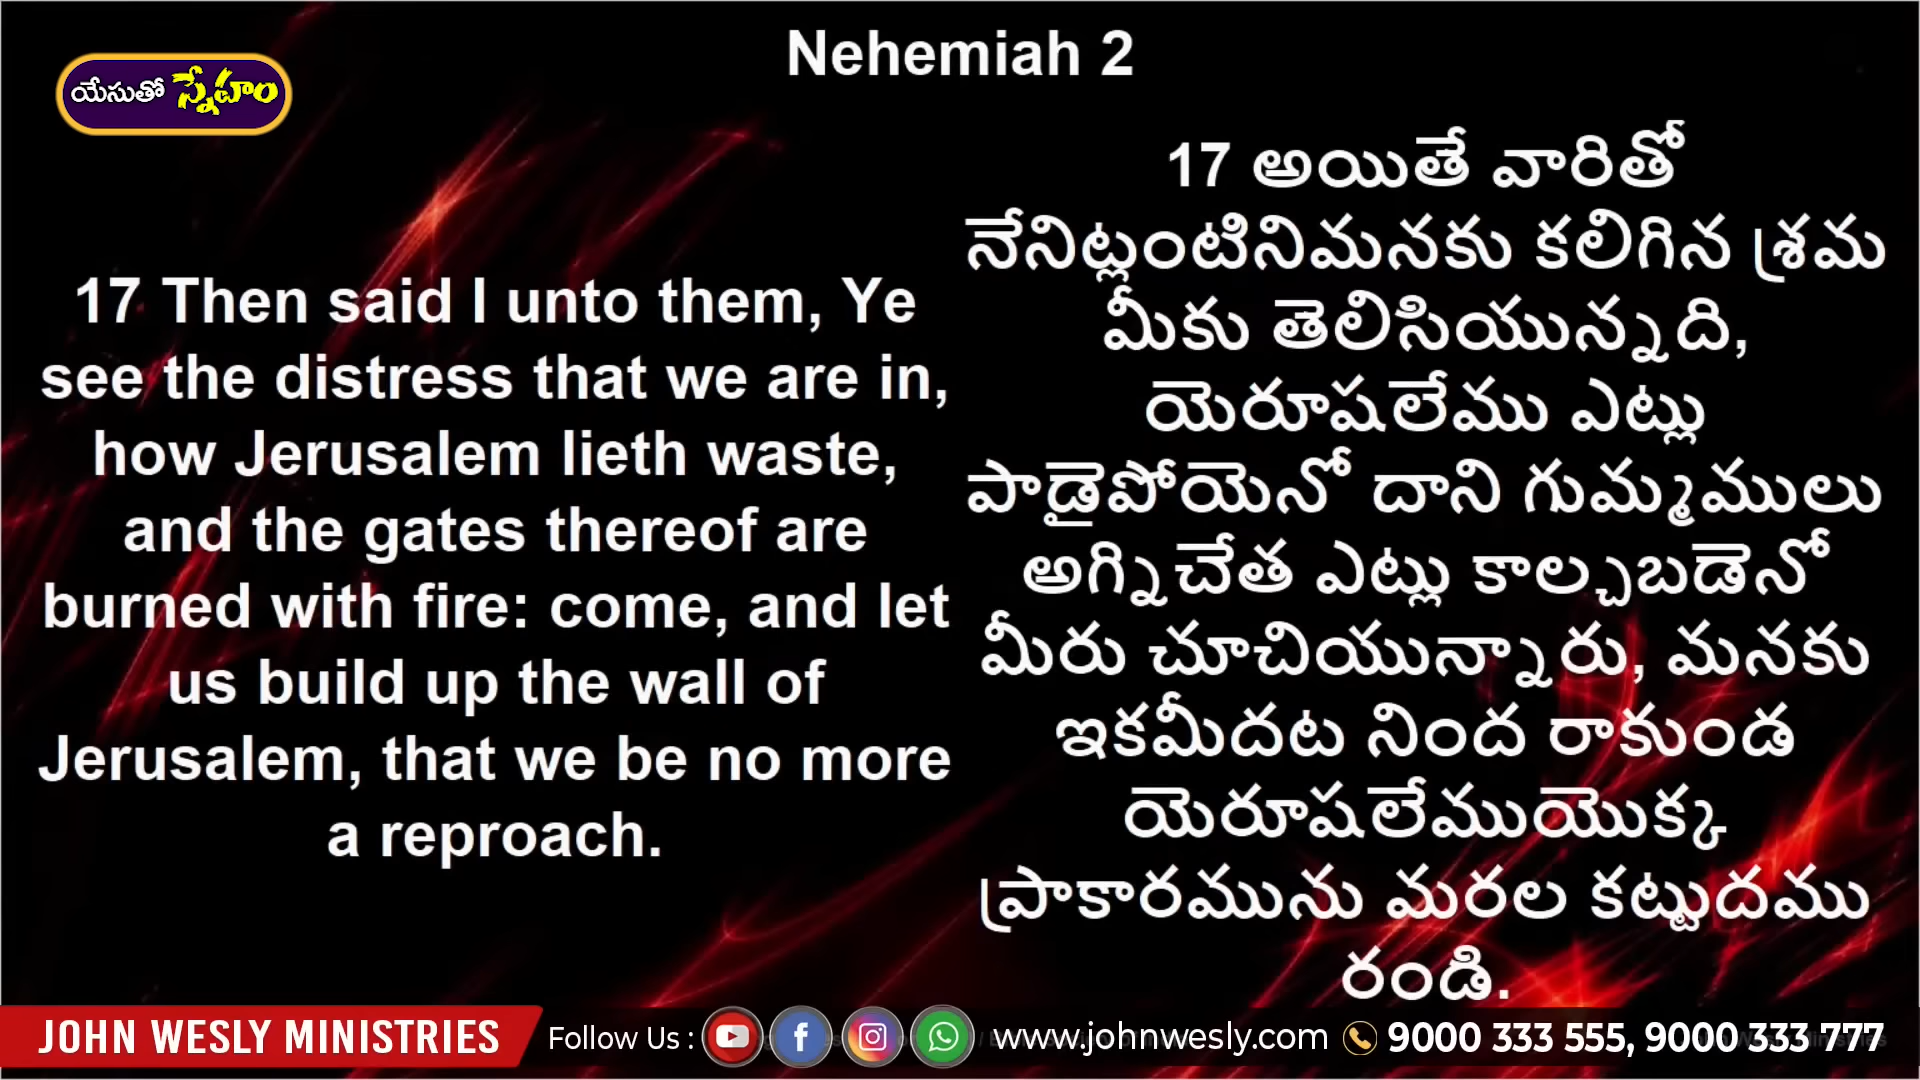 Nehemiah 2
యేసుతో స్నేహం
17 Then said I unto them, Ye
see the distress that we are in,
how Jerusalem lieth waste,
and the gates thereof are
burned with fire: come, and let
us build up the wall of
Jerusalem, that we be no more
a reproach.
17 అయితే వారితో
నేనిట్లంటినిమనకు కలిగిన శ్రమ
మీకు తెలిసియున్నది,
యెరూషలేము ఎట్లు
పాడైపోయెనో దాని గుమ్మములు
అగ్నిచేత ఎట్లు కాల్చబడెనో
మీరు చూచియున్నారు, మనకు
ఇకమీదట నింద రాకుండ
యెరూషలేముయొక్క
ప్రాకారమును మరల కట్టుదము
రండి.
JOHN WESLY MINISTRIES Follow Us : www.johnwesly.com 9000 333 555, 9000 333 777